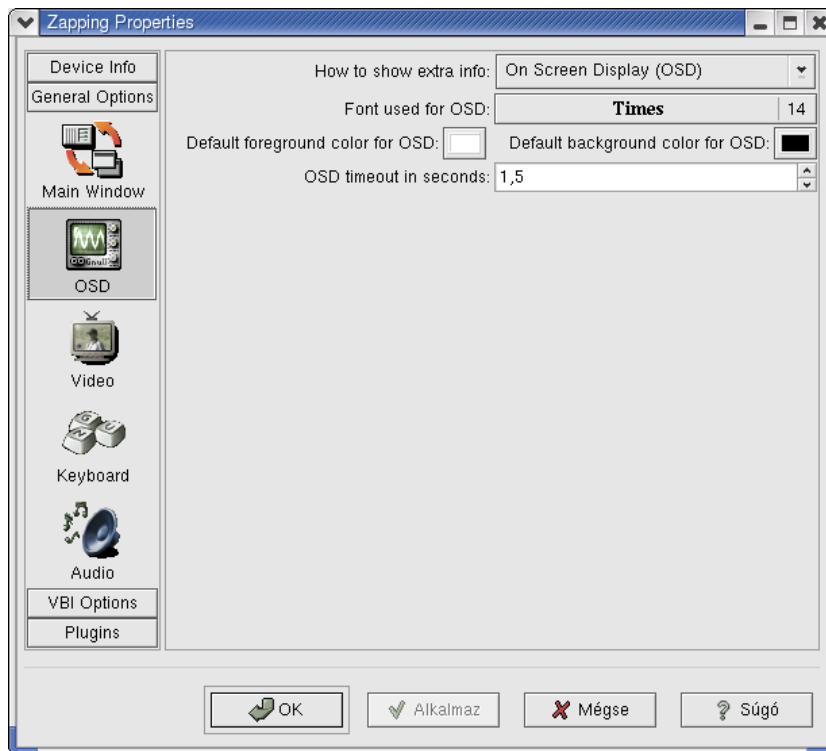 Zapping Properties
Device Info
General Options
Main Window
OSD
Video
Keyboard
Audio
VBI Options
Plugins
How to show extra info: On Screen Display (OSD)
Font used for OSD: Times 14
Default foreground color for OSD: Default background color for OSD:
OSD timeout in seconds: 1,5
OK Alkalmaz Mégse Súgó